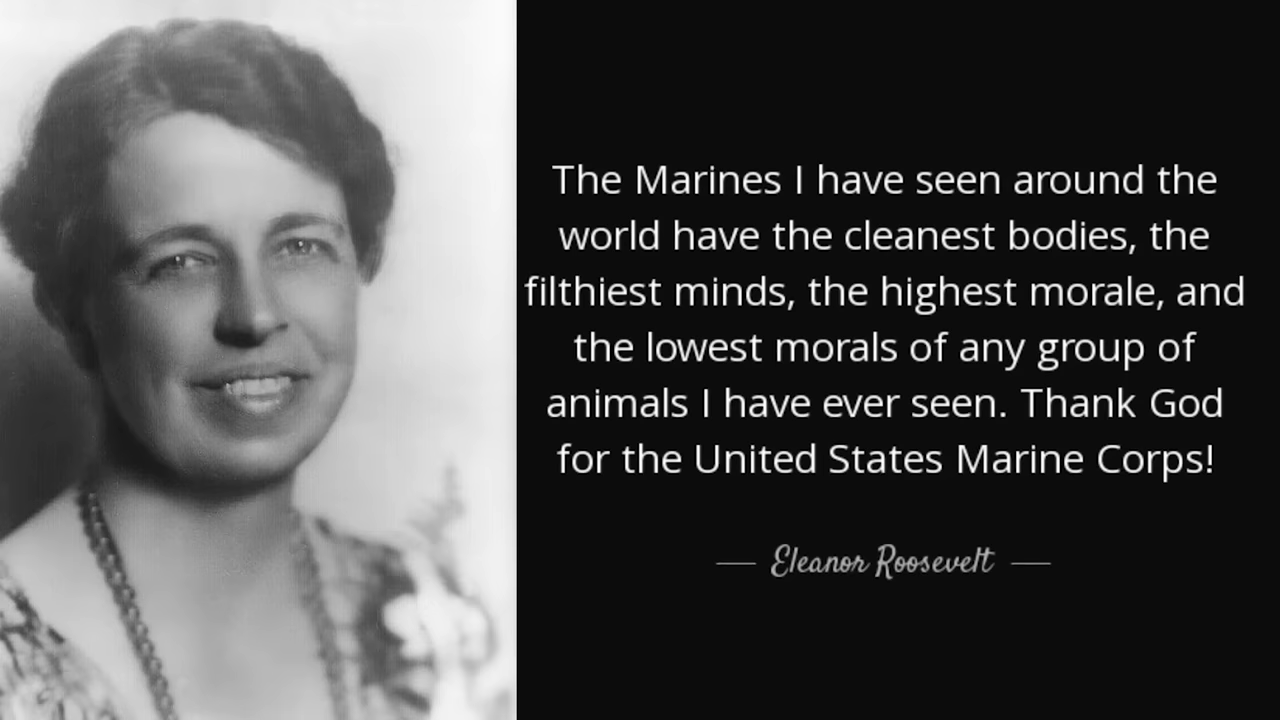 The Marines I have seen around the
world have the cleanest bodies, the
filthiest minds, the highest morale, and
the lowest morals of any group of
animals I have ever seen. Thank God
for the United States Marine Corps!
Eleanor Roosevelt